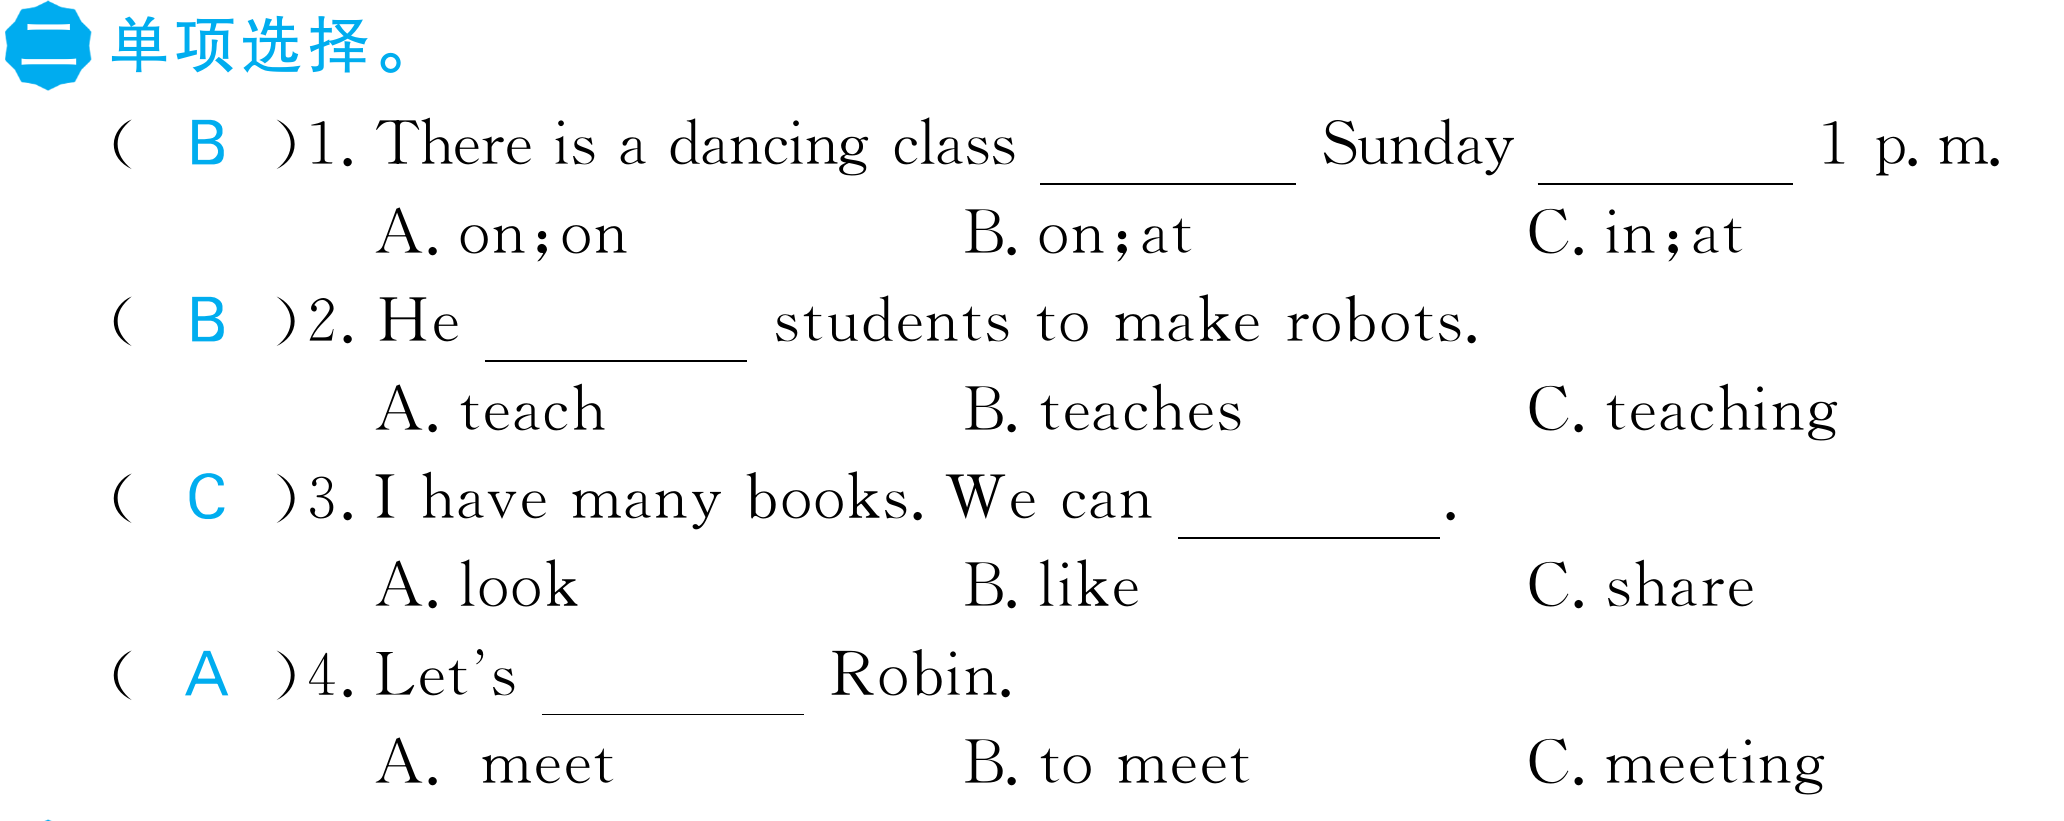 二 单项选择。
( B )1. There is a dancing class ________ Sunday ________ 1 p. m.
A. on;on B. on;at C. in;at
( B )2. He ________ students to make robots.
A. teach B. teaches C. teaching
( C )3. I have many books. We can ________.
A. look B. like C. share
( A )4. Let's ________ Robin.
A. meet B. to meet C. meeting